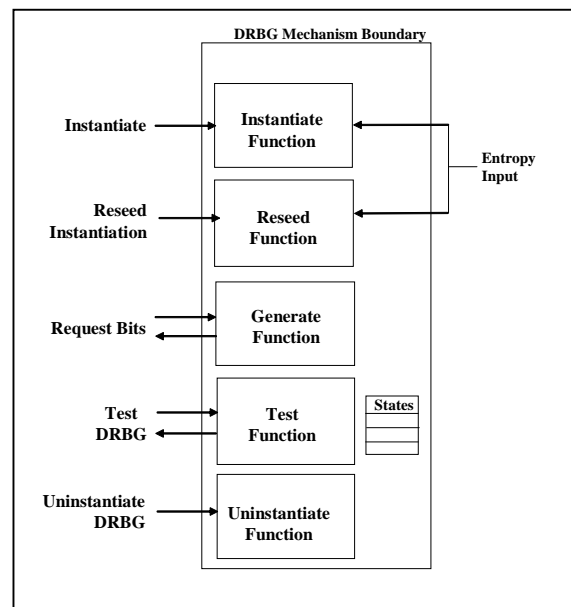 DRBG Mechanism Boundary
Instantiate
Instantiate
Function
Entropy
Input
Reseed
Instantiation
Reseed
Function
Request Bits
Generate
Function
Test
DRBG
Test
Function
States
Uninstantiate
DRBG
Uninstantiate
Function